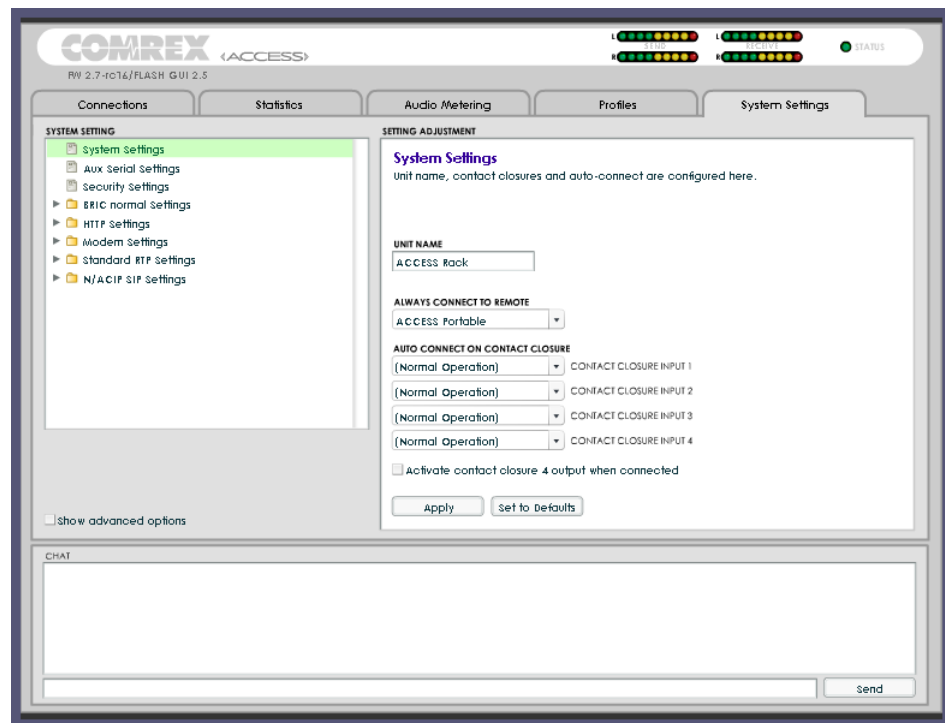 COMREX (ACCESS)
FW 2.7-rc16/FLASH GUI 2.5
L SEND R
L RECEIVE R
STATUS
Connections
Statistics
Audio Metering
Profiles
System Settings
SYSTEM SETTING
System Settings
Aux Serial Settings
Security Settings
BRIC normal Settings
HTTP Settings
Modem Settings
Standard RTP Settings
N/ACIP SIP Settings
Show advanced options
SETTING ADJUSTMENT
System Settings
Unit name, contact closures and auto-connect are configured here.
UNIT NAME
ACCESS Rack
ALWAYS CONNECT TO REMOTE
ACCESS Portable
AUTO CONNECT ON CONTACT CLOSURE
(Normal Operation) CONTACT CLOSURE INPUT 1
(Normal Operation) CONTACT CLOSURE INPUT 2
(Normal Operation) CONTACT CLOSURE INPUT 3
(Normal Operation) CONTACT CLOSURE INPUT 4
Activate contact closure 4 output when connected
Apply
Set to Defaults
CHAT
Send